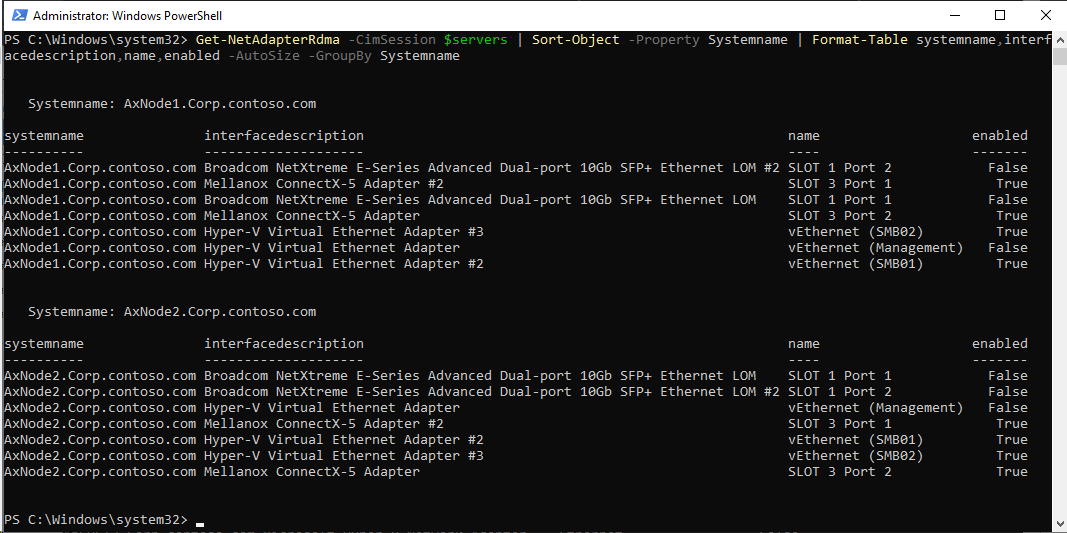 Administrator: Windows PowerShell
PS C:\Windows\system32> Get-NetAdapterRdma -CimSession $servers | Sort-Object -Property Systemname | Format-Table systemname,interf
acedescription,name,enabled -AutoSize -GroupBy Systemname
Systemname: AxNode1.Corp.contoso.com
systemname interfacedescription name enabled
---------- -------------------- ---- -------
AxNode1.Corp.contoso.com Broadcom NetXtreme E-Series Advanced Dual-port 10Gb SFP+ Ethernet LOM #2 SLOT 1 Port 2 False
AxNode1.Corp.contoso.com Mellanox ConnectX-5 Adapter #2 SLOT 3 Port 1 True
AxNode1.Corp.contoso.com Broadcom NetXtreme E-Series Advanced Dual-port 10Gb SFP+ Ethernet LOM SLOT 1 Port 1 False
AxNode1.Corp.contoso.com Mellanox ConnectX-5 Adapter SLOT 3 Port 2 True
AxNode1.Corp.contoso.com Hyper-V Virtual Ethernet Adapter #3 vEthernet (SMB02) True
AxNode1.Corp.contoso.com Hyper-V Virtual Ethernet Adapter vEthernet (Management) False
AxNode1.Corp.contoso.com Hyper-V Virtual Ethernet Adapter #2 vEthernet (SMB01) True
Systemname: AxNode2.Corp.contoso.com
systemname interfacedescription name enabled
---------- -------------------- ---- -------
AxNode2.Corp.contoso.com Broadcom NetXtreme E-Series Advanced Dual-port 10Gb SFP+ Ethernet LOM SLOT 1 Port 1 False
AxNode2.Corp.contoso.com Broadcom NetXtreme E-Series Advanced Dual-port 10Gb SFP+ Ethernet LOM #2 SLOT 1 Port 2 False
AxNode2.Corp.contoso.com Hyper-V Virtual Ethernet Adapter vEthernet (Management) False
AxNode2.Corp.contoso.com Mellanox ConnectX-5 Adapter #2 SLOT 3 Port 1 True
AxNode2.Corp.contoso.com Hyper-V Virtual Ethernet Adapter #2 vEthernet (SMB01) True
AxNode2.Corp.contoso.com Hyper-V Virtual Ethernet Adapter #3 vEthernet (SMB02) True
AxNode2.Corp.contoso.com Mellanox ConnectX-5 Adapter SLOT 3 Port 2 True
PS C:\Windows\system32>